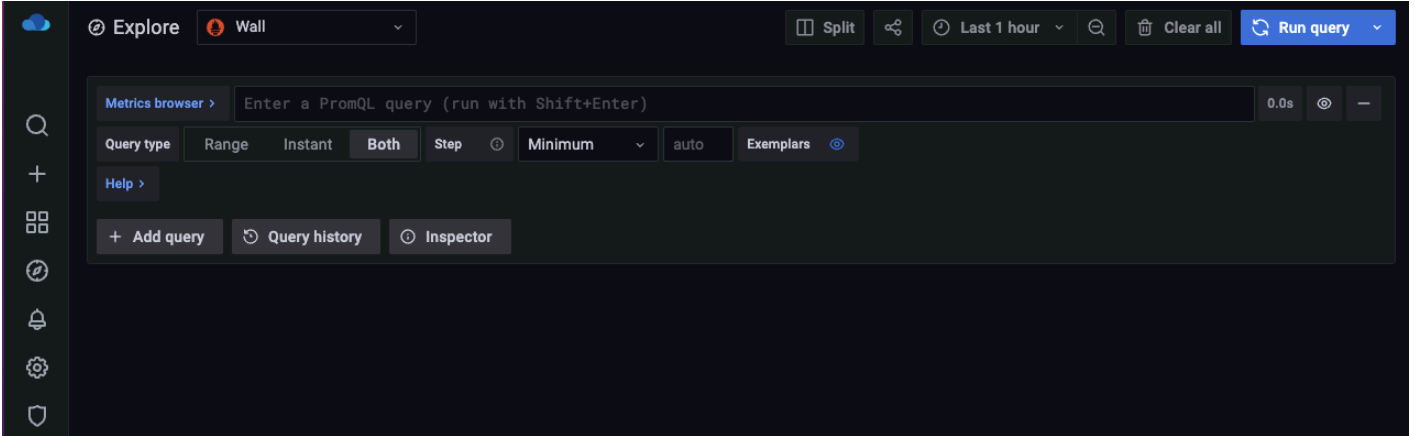 Explore Wall Split Last 1 hour Clear all Run query
Metrics browser > Enter a PromQL query (run with Shift+Enter) 0.0s
Query type Range Instant Both Step Minimum auto Exemplars
Help >
+ Add query Query history Inspector